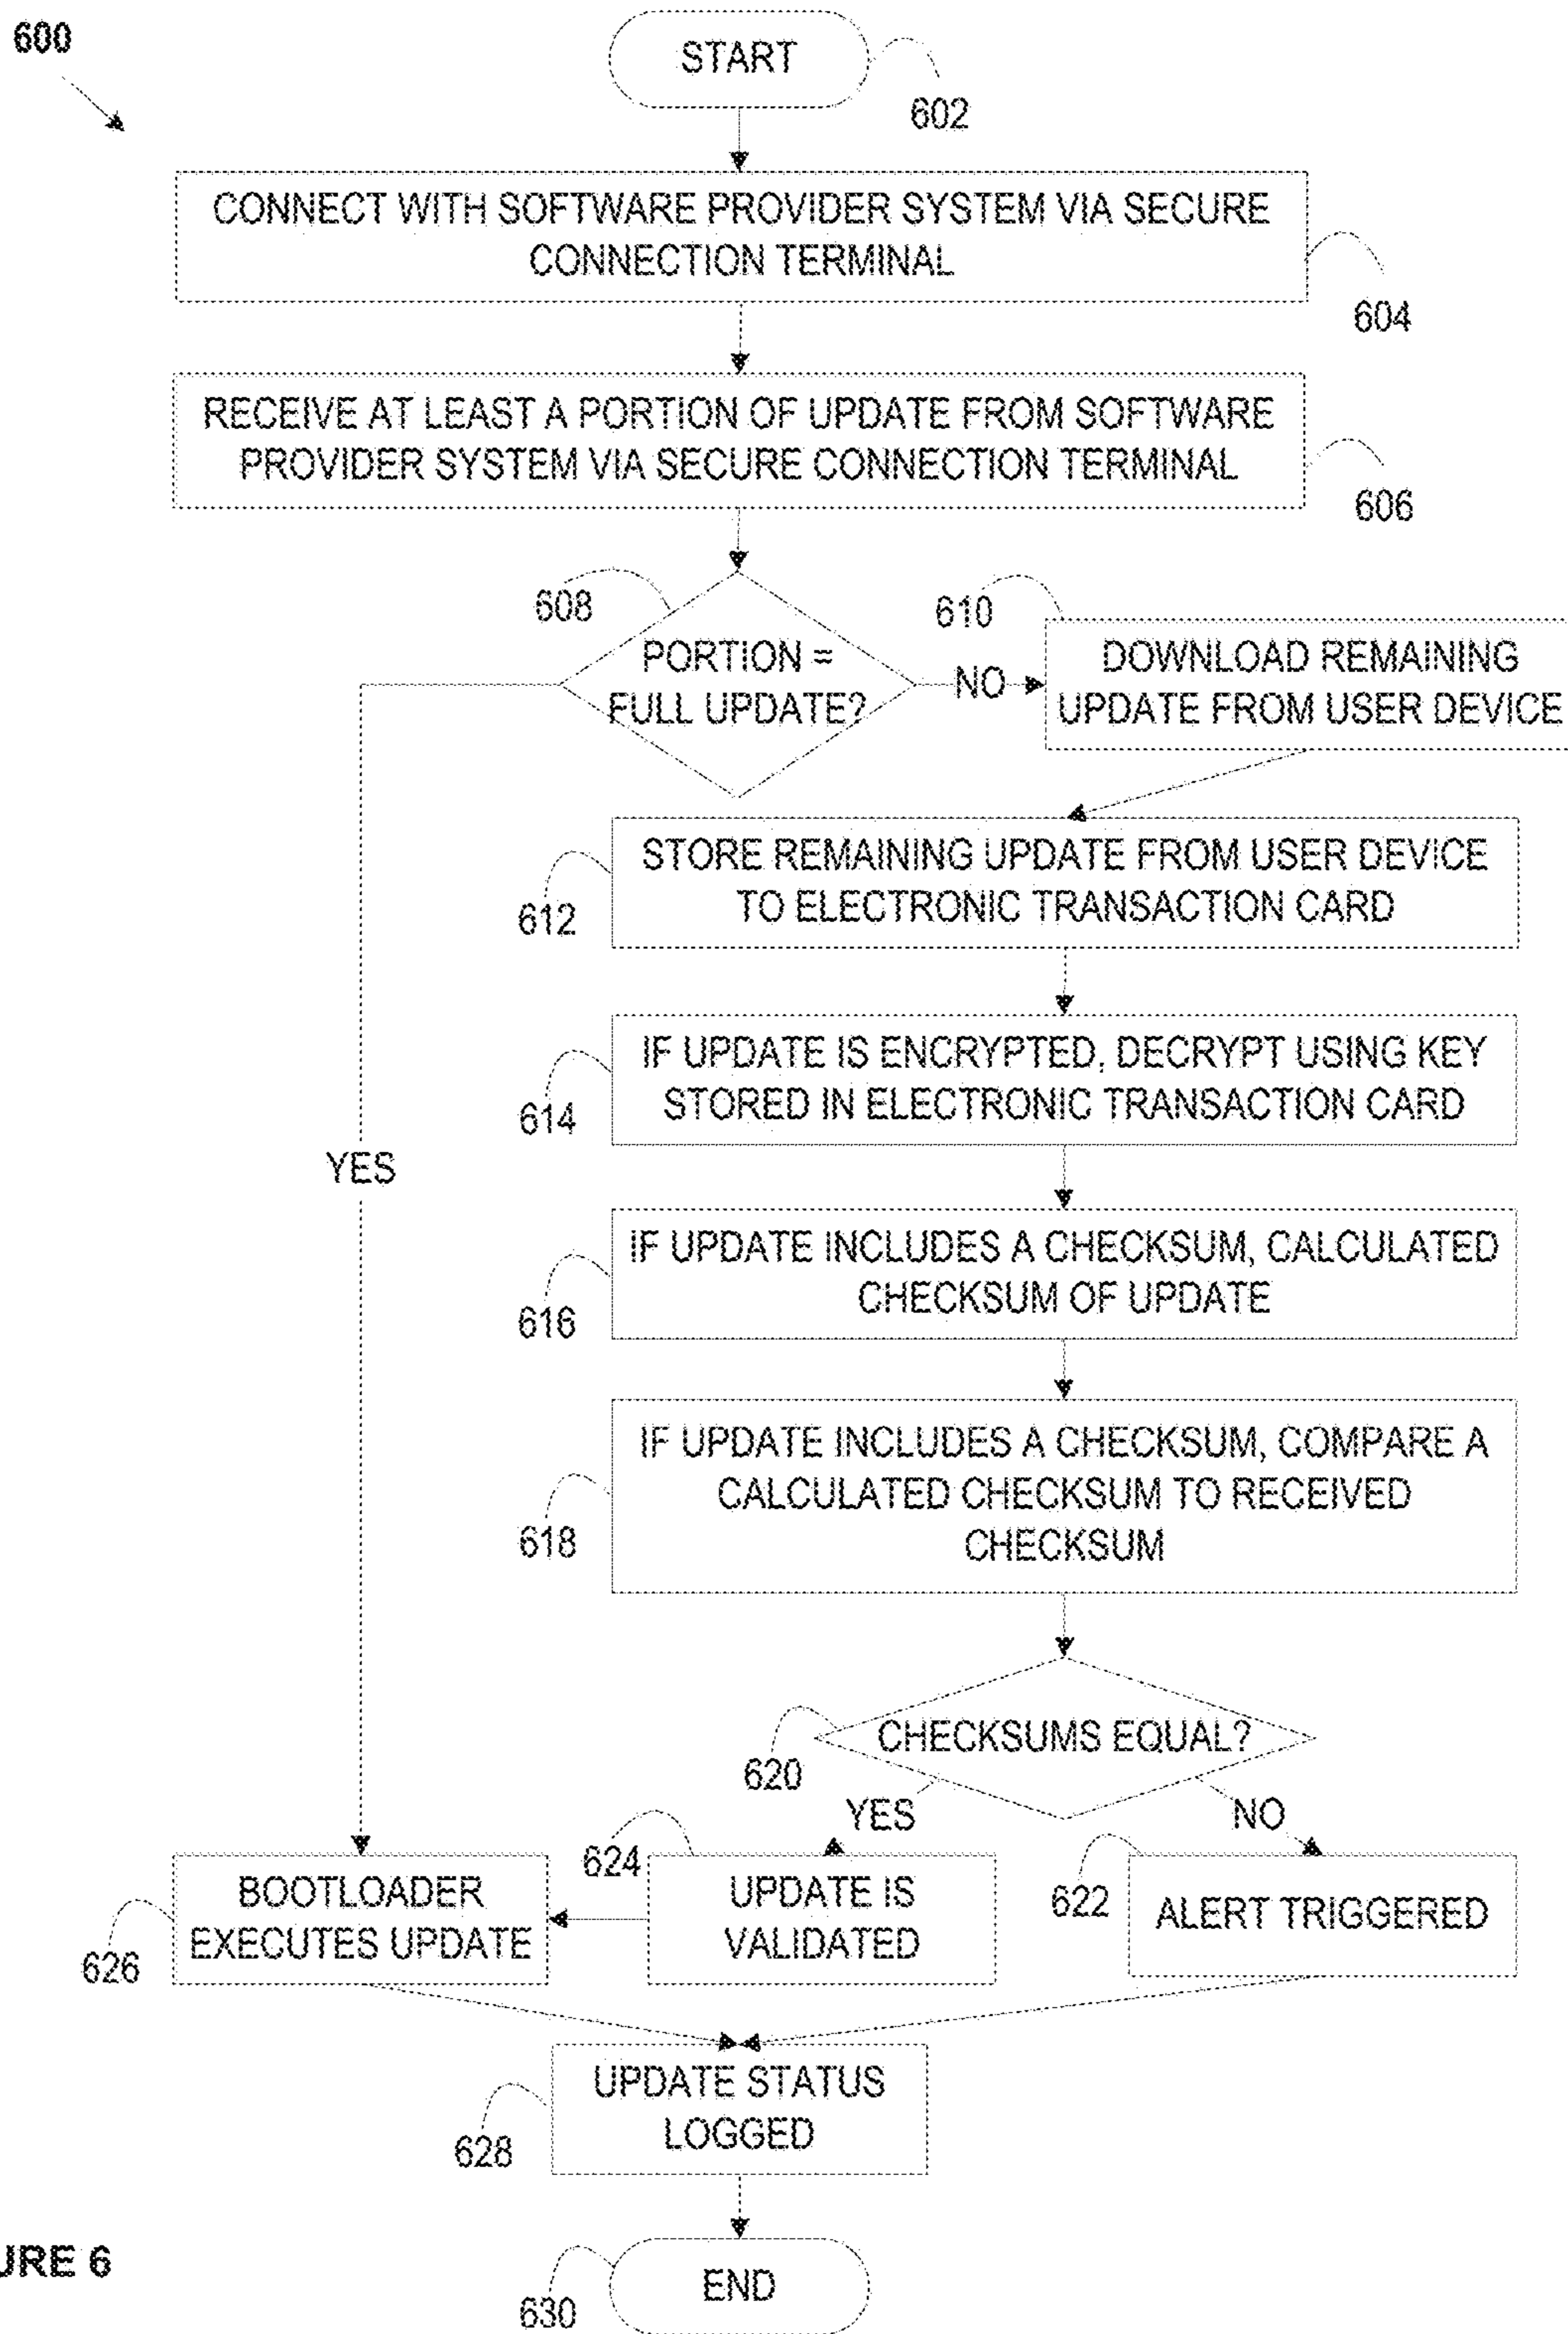 600
START
602
CONNECT WITH SOFTWARE PROVIDER SYSTEM VIA SECURE
CONNECTION TERMINAL
604
RECEIVE AT LEAST A PORTION OF UPDATE FROM SOFTWARE
PROVIDER SYSTEM VIA SECURE CONNECTION TERMINAL
606
608
PORTION =
FULL UPDATE?
NO
610
DOWNLOAD REMAINING
UPDATE FROM USER DEVICE
STORE REMAINING UPDATE FROM USER DEVICE
TO ELECTRONIC TRANSACTION CARD
612
IF UPDATE IS ENCRYPTED, DECRYPT USING KEY
STORED IN ELECTRONIC TRANSACTION CARD
614
YES
IF UPDATE INCLUDES A CHECKSUM, CALCULATED
CHECKSUM OF UPDATE
616
IF UPDATE INCLUDES A CHECKSUM, COMPARE A
CALCULATED CHECKSUM TO RECEIVED
CHECKSUM
618
CHECKSUMS EQUAL?
620
YES
NO
624
UPDATE IS
VALIDATED
622
ALERT TRIGGERED
BOOTLOADER
EXECUTES UPDATE
626
UPDATE STATUS
LOGGED
628
URE 6
END
630